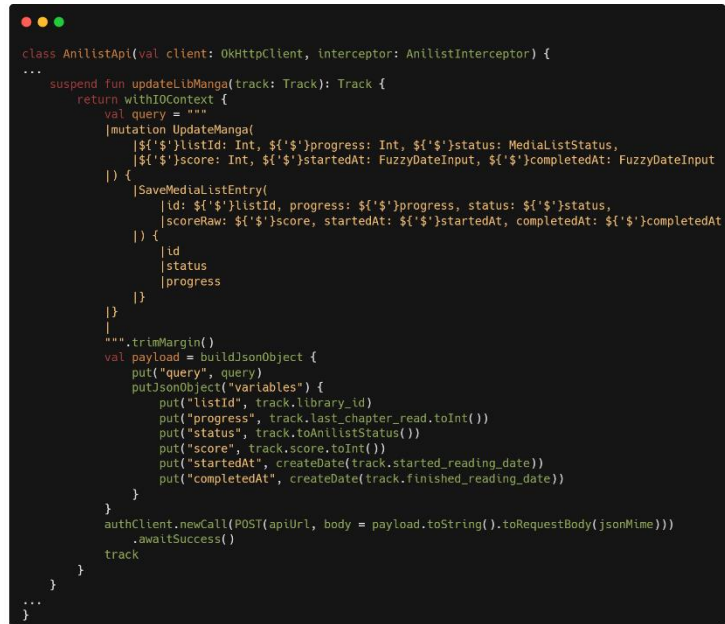 class AnilistApi(val client: OkHttpClient, interceptor: AnilistInterceptor) {
...
    suspend fun updateLibManga(track: Track): Track {
        return withIOContext {
            val query = """
            |mutation UpdateManga(
                |${'$'}listId: Int, ${'$'}progress: Int, ${'$'}status: MediaListStatus,
                |${'$'}score: Int, ${'$'}startedAt: FuzzyDateInput, ${'$'}completedAt: FuzzyDateInput
            |) {
                |SaveMediaListEntry(
                    |id: ${'$'}listId, progress: ${'$'}progress, status: ${'$'}status,
                    |scoreRaw: ${'$'}score, startedAt: ${'$'}startedAt, completedAt: ${'$'}completedAt
                |) {
                    |id
                    |status
                    |progress
                |}
            |}
            |
            """.trimMargin()
            val payload = buildJsonObject {
                put("query", query)
                putJsonObject("variables") {
                    put("listId", track.library_id)
                    put("progress", track.last_chapter_read.toInt())
                    put("status", track.toAnilistStatus())
                    put("score", track.score.toInt())
                    put("startedAt", createDate(track.started_reading_date))
                    put("completedAt", createDate(track.finished_reading_date))
                }
            }
            authClient.newCall(POST(apiUrl, body = payload.toString().toRequestBody(jsonMime)))
                .awaitSuccess()
            track
        }
    }
...
}